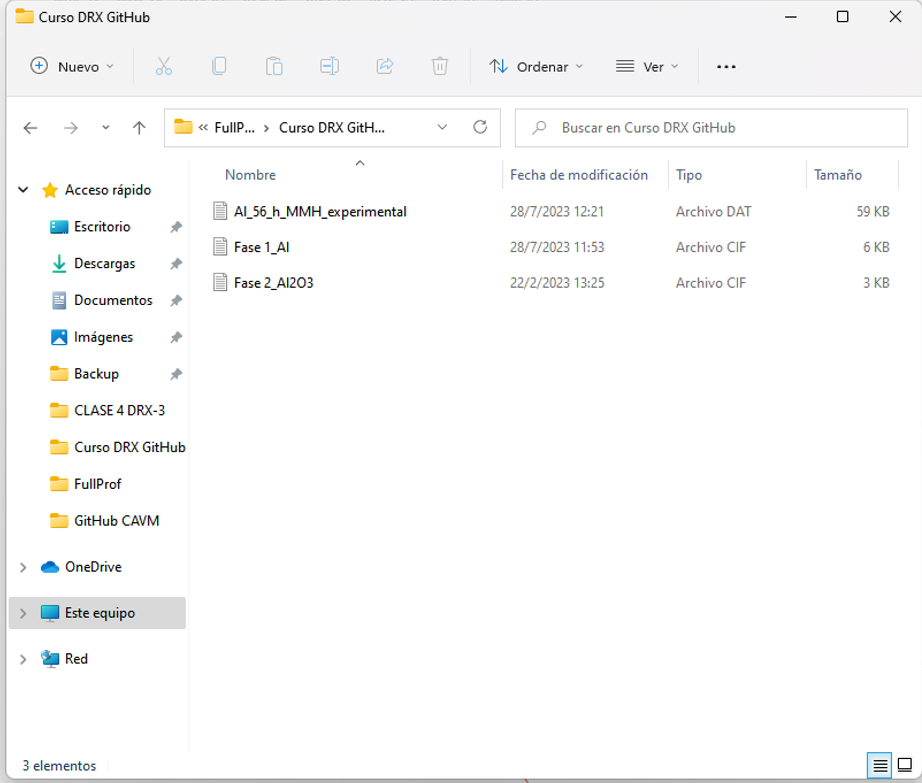 Curso DRX GitHub
Nuevo Ordenar Ver
« FullP... › Curso DRX GitH... Buscar en Curso DRX GitHub
Nombre Fecha de modificación Tipo Tamaño
Acceso rápido
Escritorio
Descargas
Documentos
Imágenes
Backup
CLASE 4 DRX-3
Curso DRX GitHub
FullProf
GitHub CAVM
OneDrive
Este equipo
Red
Al_56_h_MMH_experimental 28/7/2023 12:21 Archivo DAT 59 KB
Fase 1_Al 28/7/2023 11:53 Archivo CIF 6 KB
Fase 2_Al2O3 22/2/2023 13:25 Archivo CIF 3 KB
3 elementos